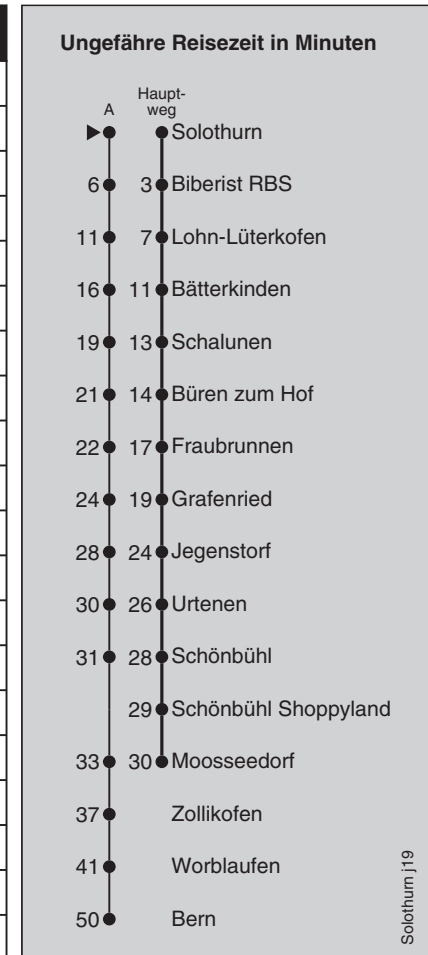 Ungefähre Reisezeit in Minuten
A Haupt-
weg
Solothurn
6 3 Biberist RBS
11 7 Lohn-Lüterkofen
16 11 Bätterkinden
19 13 Schalunen
21 14 Büren zum Hof
22 17 Fraubrunnen
24 19 Grafenried
28 24 Jegenstorf
30 26 Urtenen
31 28 Schönbühl
29 Schönbühl Shoppyland
33 30 Moosseedorf
37 Zollikofen
41 Worblaufen
50 Bern
Solothurn j19